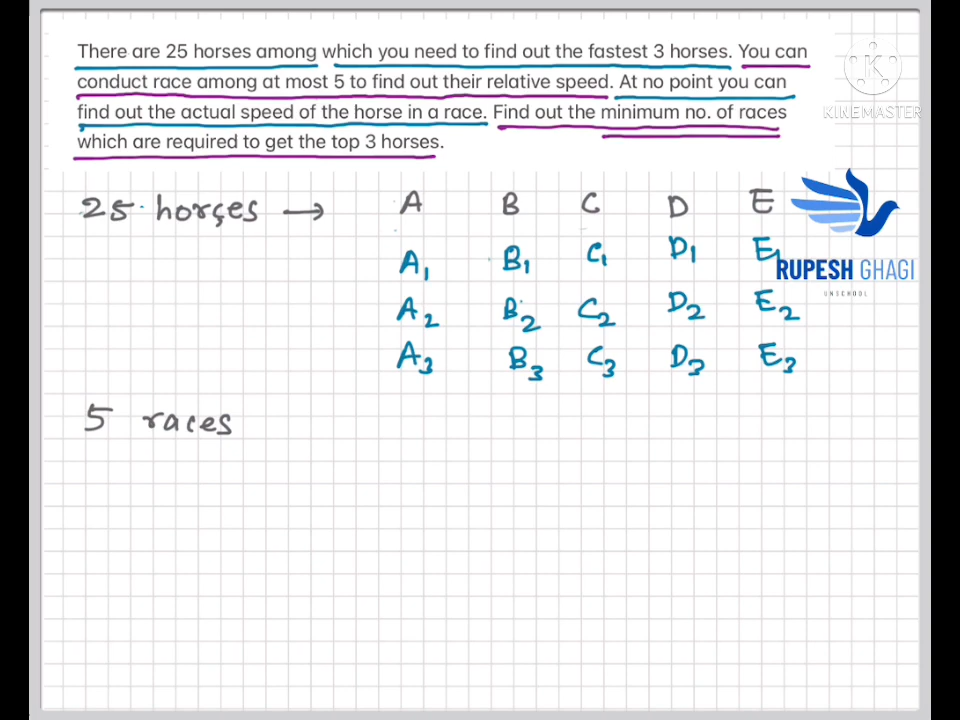 There are 25 horses among which you need to find out the fastest 3 horses. You can
conduct race among at most 5 to find out their relative speed. At no point you can
find out the actual speed of the horse in a race. Find out the minimum no. of races
which are required to get the top 3 horses.
K
KINEMASTER
25 horses → A B C D E
A1 B1 C1 D1 E1
RUPESH GHAGI
UNSCHOOL
A2 B2 C2 D2 E2
A3 B3 C3 D3 E3
5 races